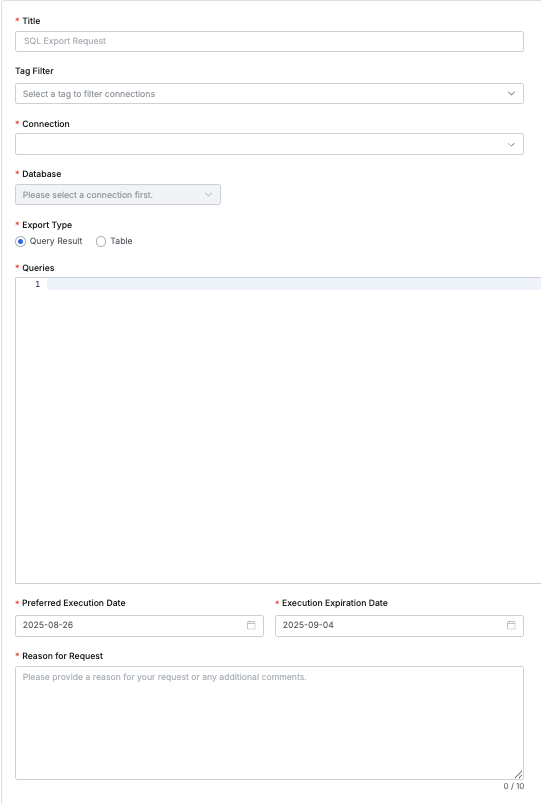 * Title
SQL Export Request
Tag Filter
Select a tag to filter connections
* Connection
* Database
Please select a connection first.
* Export Type
Query Result Table
* Queries
1
* Preferred Execution Date * Execution Expiration Date
2025-08-26 2025-09-04
* Reason for Request
Please provide a reason for your request or any additional comments.
0 / 10